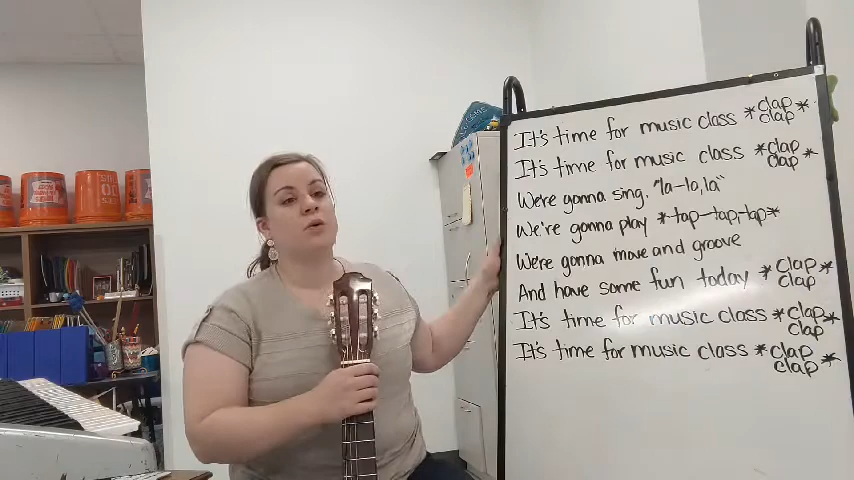 It's time for music class *clap clap*
It's time for music class *clap clap*
We're gonna sing. "la-la,la"
We're gonna play *tap-tap,tap*
We're gonna move and groove
And have some fun today *clap clap*
It's time for music class *clap clap*
It's time for music class *clap clap*